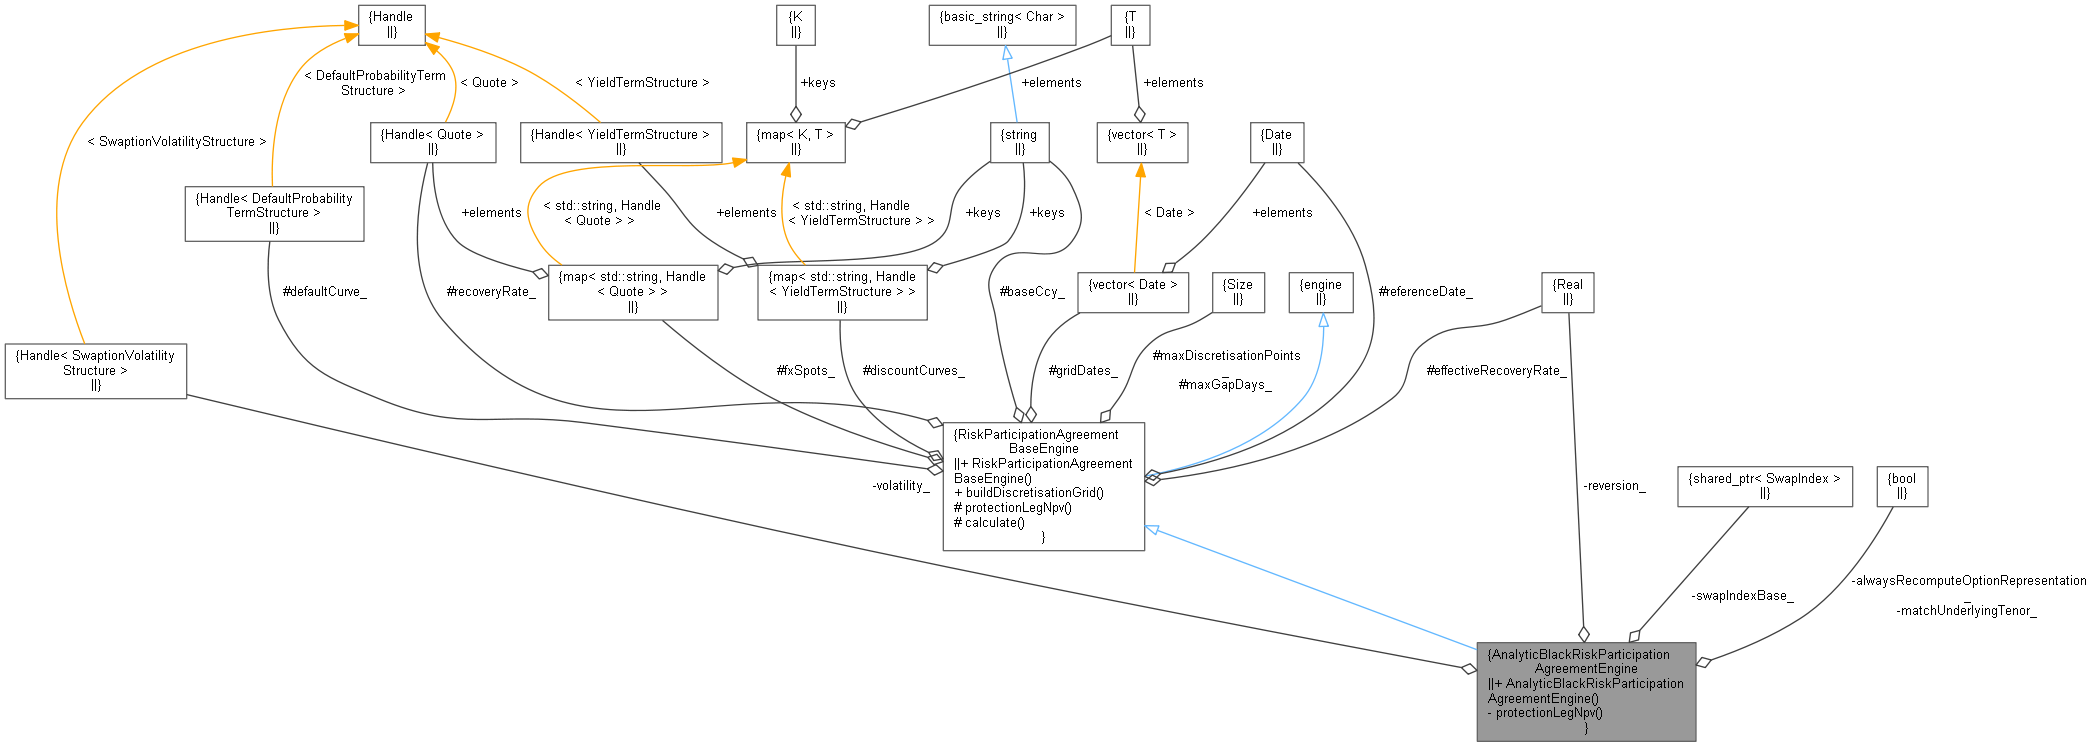 {Handle
||}
{K
||}
{basic_string< Char >
||}
{T
||}
< DefaultProbabilityTerm
Structure >
< Quote >
< YieldTermStructure >
+keys
+elements
+elements
< SwaptionVolatilityStructure >
{Handle< Quote >
||}
{Handle< YieldTermStructure >
||}
{map< K, T >
||}
{string
||}
{vector< T >
||}
{Date
||}
{Handle< DefaultProbability
TermStructure >
||}
+elements
< std::string, Handle
< Quote > >
+elements
< std::string, Handle
< YieldTermStructure > >
+keys
+keys
< Date >
+elements
#defaultCurve_
#recoveryRate_
{map< std::string, Handle
< Quote > >
||}
{map< std::string, Handle
< YieldTermStructure > >
||}
#baseCcy_
{vector< Date >
||}
{Size
||}
{engine
||}
#referenceDate_
{Real
||}
{Handle< SwaptionVolatility
Structure >
||}
#fxSpots_
#discountCurves_
#gridDates_
#maxDiscretisationPoints
_
#maxGapDays_
#effectiveRecoveryRate_
-volatility_
{RiskParticipationAgreement
BaseEngine
||+ RiskParticipationAgreement
BaseEngine()
+ buildDiscretisationGrid()
# protectionLegNpv()
# calculate()
}
-reversion_
{shared_ptr< SwapIndex >
||}
{bool
||}
-swapIndexBase_
-alwaysRecomputeOptionRepresentation
_
-matchUnderlyingTenor_
{AnalyticBlackRiskParticipation
AgreementEngine
||+ AnalyticBlackRiskParticipation
AgreementEngine()
- protectionLegNpv()
}